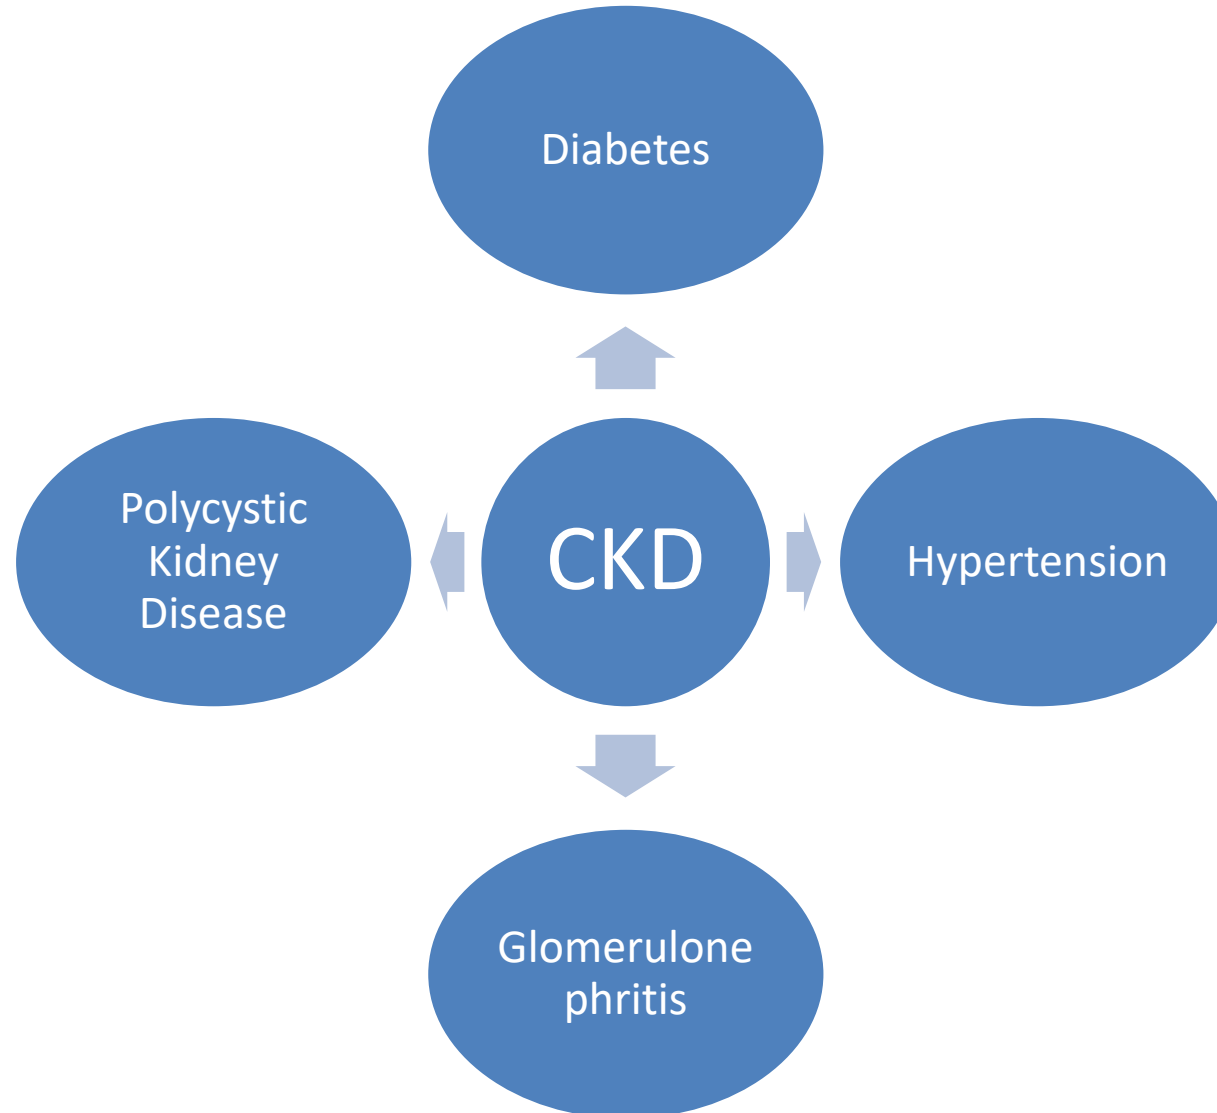 Diabetes
Polycystic
Kidney
Disease
CKD
Hypertension
Glomerulone
phritis